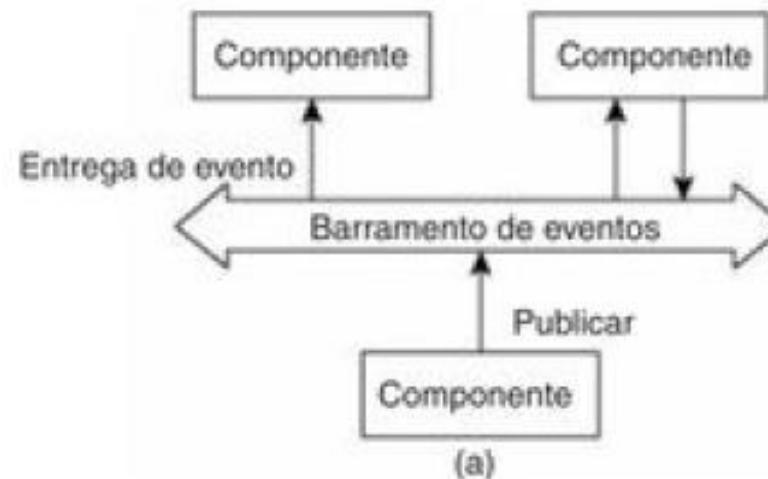 Componente
Componente
Entrega de evento
Barramento de eventos
Publicar
Componente
(a)